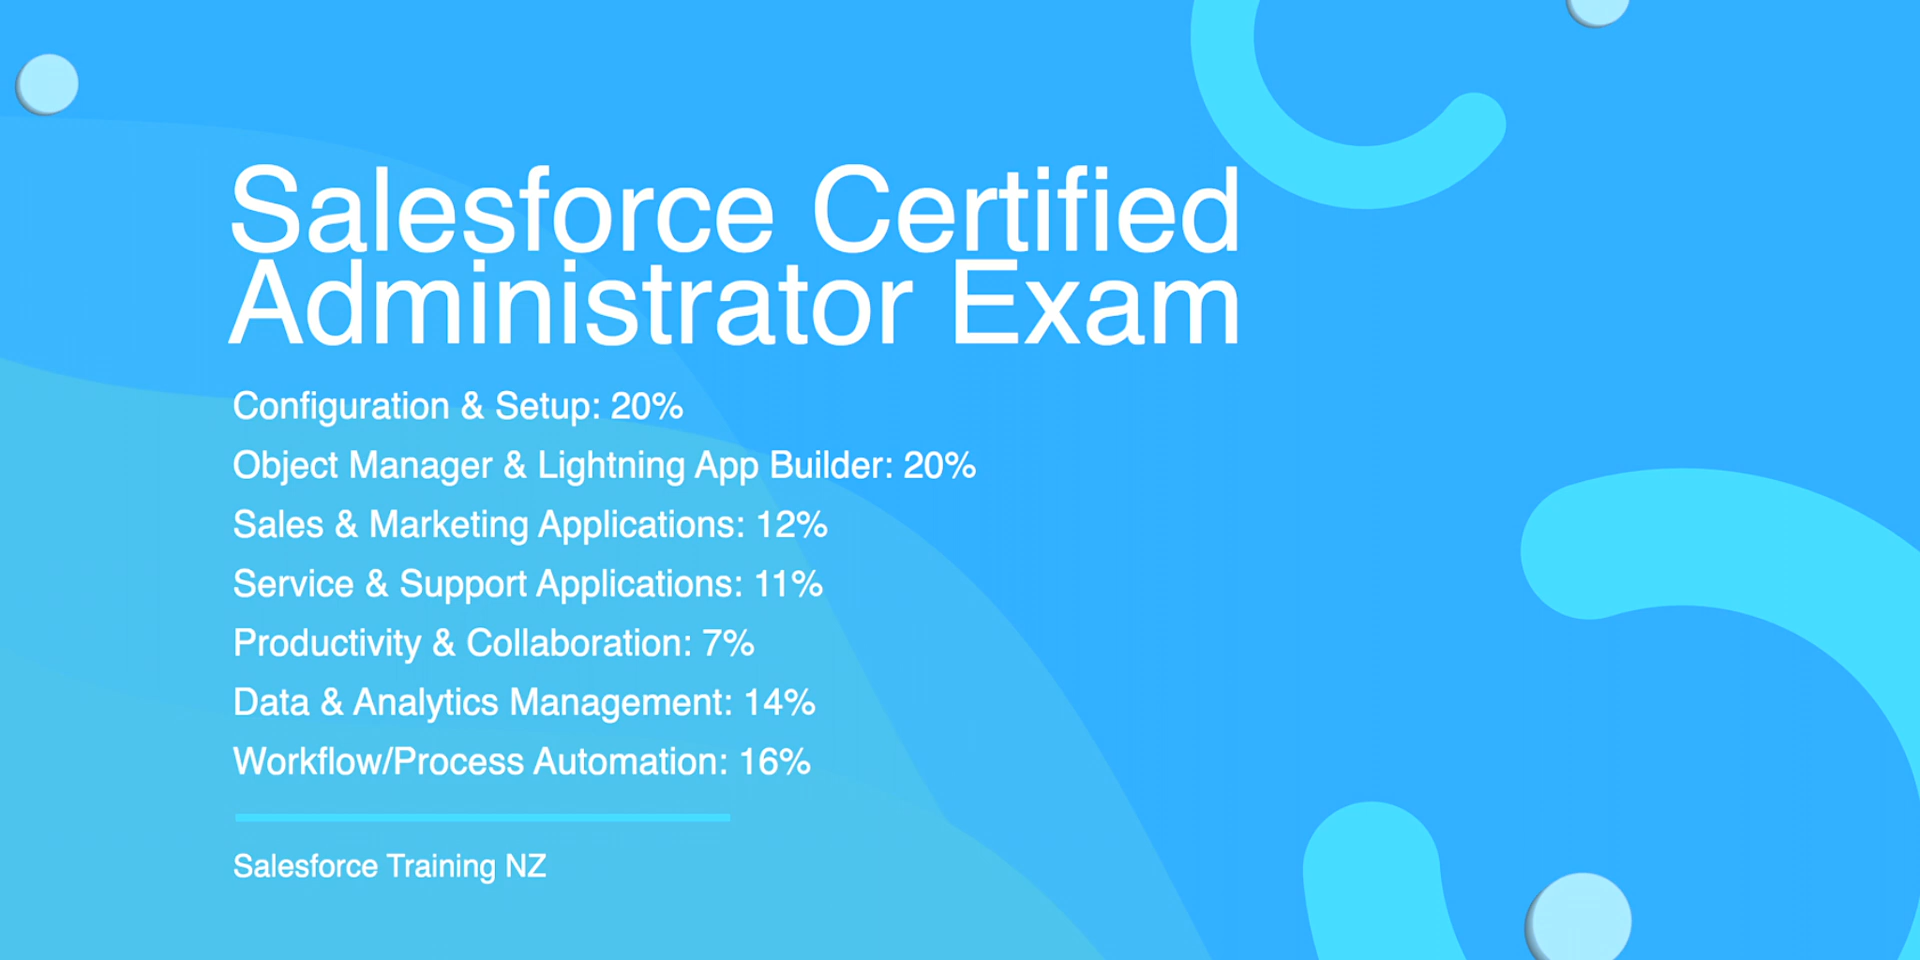 Salesforce Certified
Administrator Exam
Configuration & Setup: 20%
Object Manager & Lightning App Builder: 20%
Sales & Marketing Applications: 12%
Service & Support Applications: 11%
Productivity & Collaboration: 7%
Data & Analytics Management: 14%
Workflow/Process Automation: 16%
Salesforce Training NZ